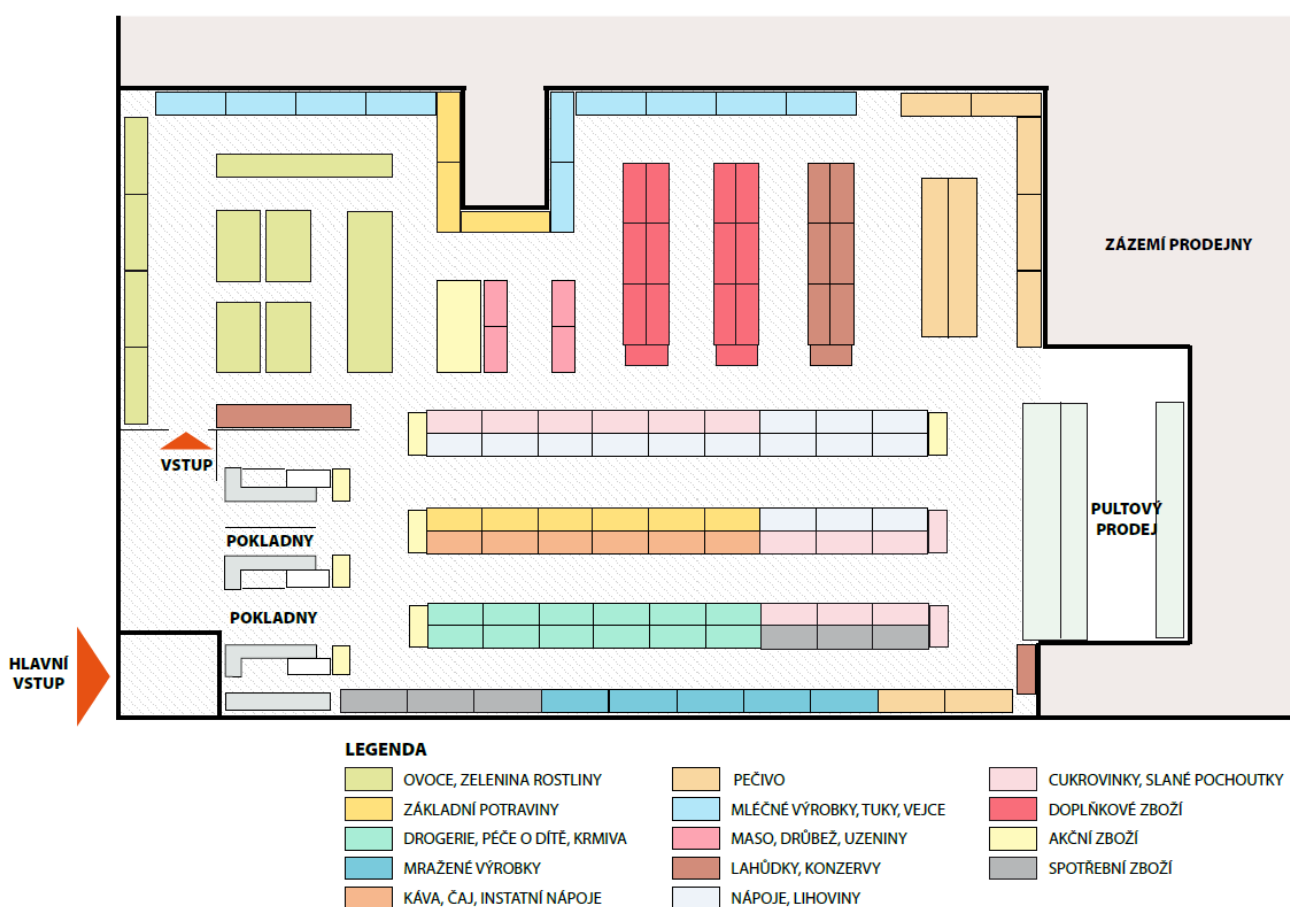 ZÁZEMÍ PRODEJNY
VSTUP
PULTOVÝ
PRODEJ
POKLADNY
POKLADNY
HLAVNÍ
VSTUP
LEGENDA
OVOCE, ZELENINA ROSTLINY
ZÁKLADNÍ POTRAVINY
DROGERIE, PÉČE O DÍTĚ, KRMIVA
MRAŽENÉ VÝROBKY
KÁVA, ČAJ, INSTATNÍ NÁPOJE
PEČIVO
MLÉČNÉ VÝROBKY, TUKY, VEJCE
MASO, DRŮBEŽ, UZENINY
LAHŮDKY, KONZERVY
NÁPOJE, LIHOVINY
CUKROVINKY, SLANÉ POCHOUTKY
DOPLŇKOVÉ ZBOŽÍ
AKČNÍ ZBOŽÍ
SPOTŘEBNÍ ZBOŽÍ